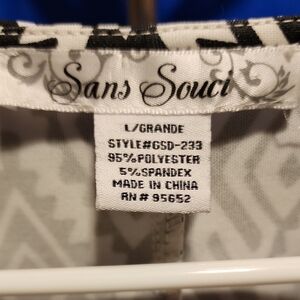 Sans Souci
L/GRANDE
STYLE#GSD-233
95%POLYESTER
5%SPANDEX
MADE IN CHINA
RN# 95652